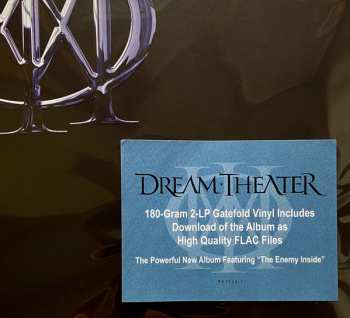 DREAM·THEATER
180-Gram 2-LP Gatefold Vinyl Includes
Download of the Album as
High Quality FLAC Files
The Powerful New Album Featuring "The Enemy Inside"